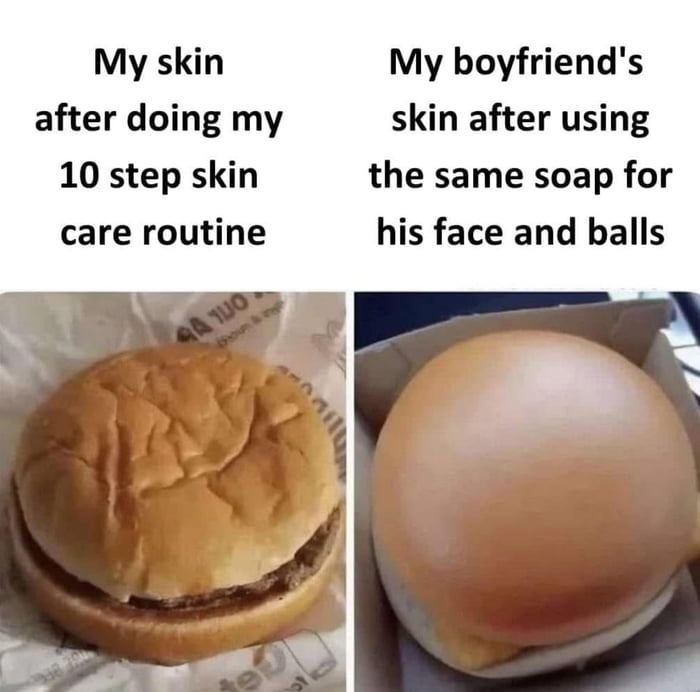 My skin
after doing my
10 step skin
care routine
My boyfriend's
skin after using
the same soap for
his face and balls